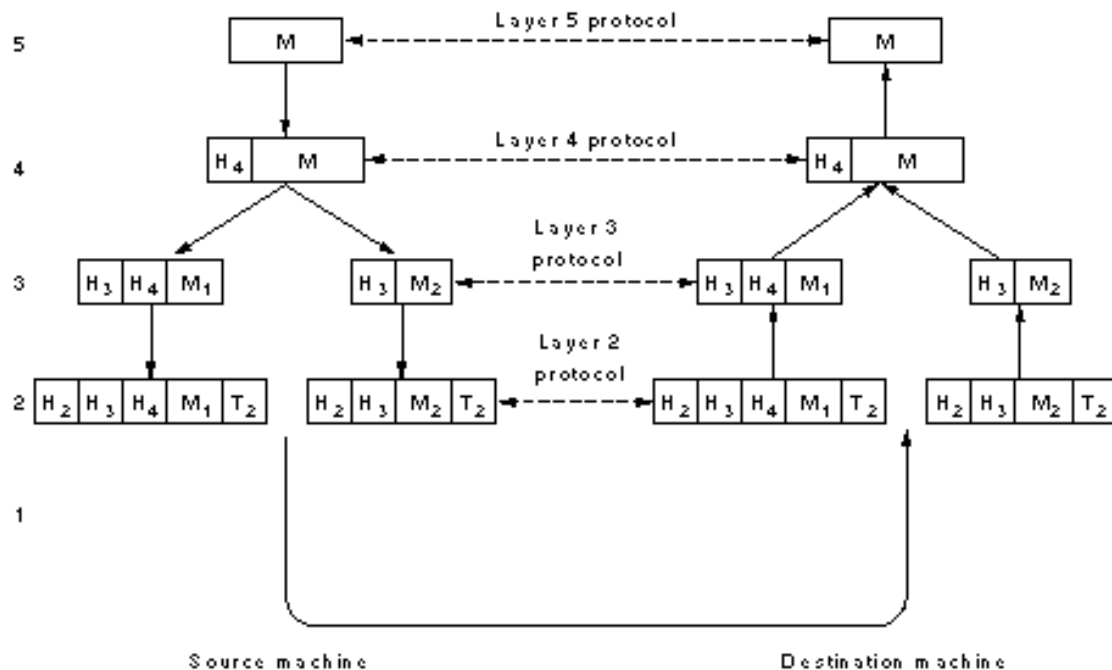 Layer 5 protocol
5 M M
Layer 4 protocol
4 H4 M H4 M
Layer 3
protocol
3 H3 H4 M1 H3 M2 H3 H4 M1 H3 M2
Layer 2
protocol
2 H2 H3 H4 M1 T2 H2 H3 M2 T2 H2 H3 H4 M1 T2 H2 H3 M2 T2
1
Source machine Destination machine